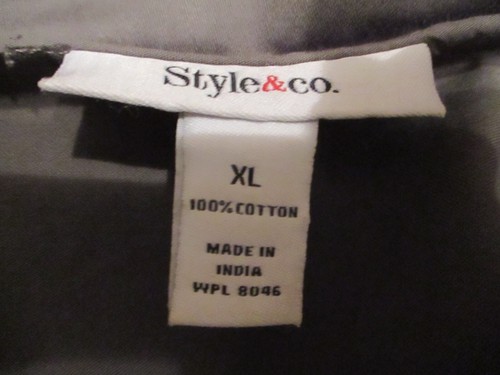 Style&co.
XL
100% COTTON
MADE IN
INDIA
WPL 8046